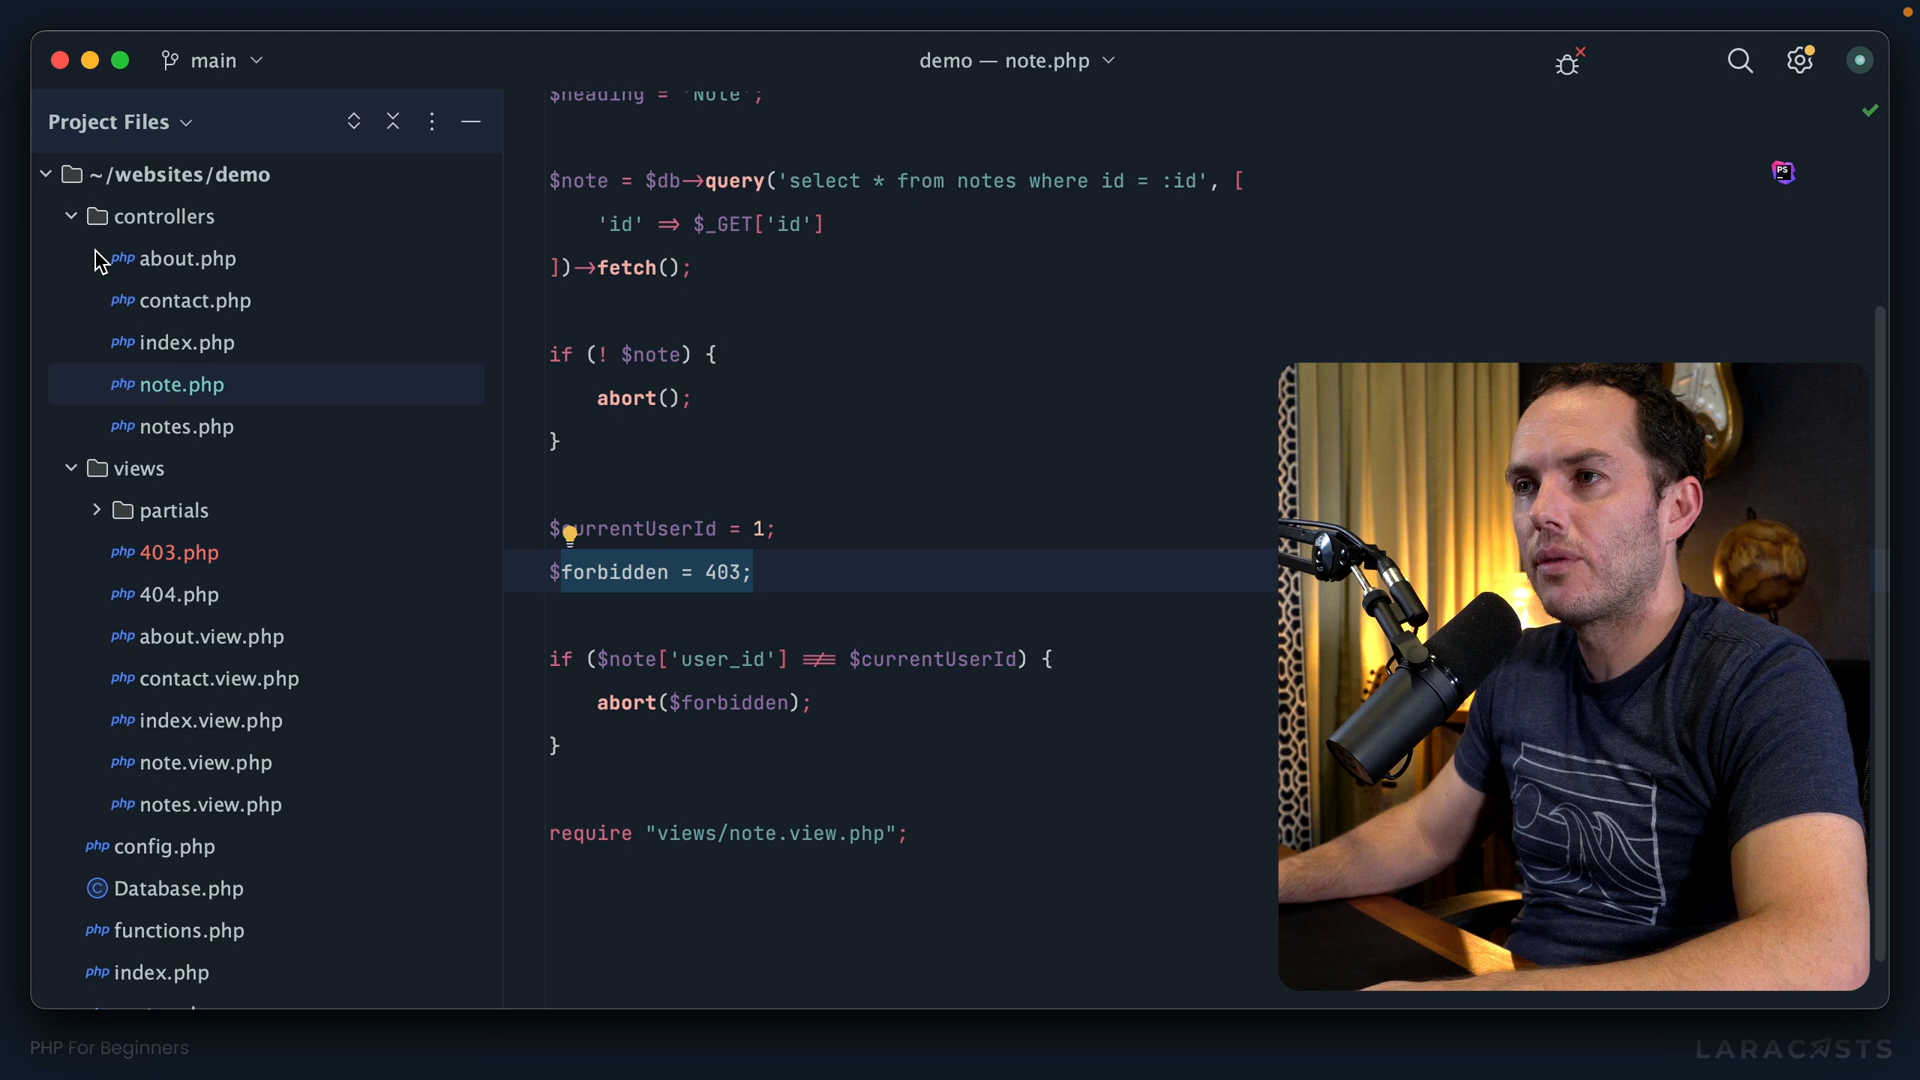 main
demo — note.php
Project Files
~/websites/demo
controllers
php about.php
php contact.php
php index.php
php note.php
php notes.php
views
partials
php 403.php
php 404.php
php about.view.php
php contact.view.php
php index.view.php
php note.view.php
php notes.view.php
php config.php
C Database.php
php functions.php
php index.php
$heading = 'Note';
$note = $db->query('select * from notes where id = :id', [
'id' => $_GET['id']
])->fetch();
if (! $note) {
abort();
}
$currentUserId = 1;
$forbidden = 403;
if ($note['user_id'] !== $currentUserId) {
abort($forbidden);
}
require "views/note.view.php";
PS
PHP For Beginners
LARACASTS